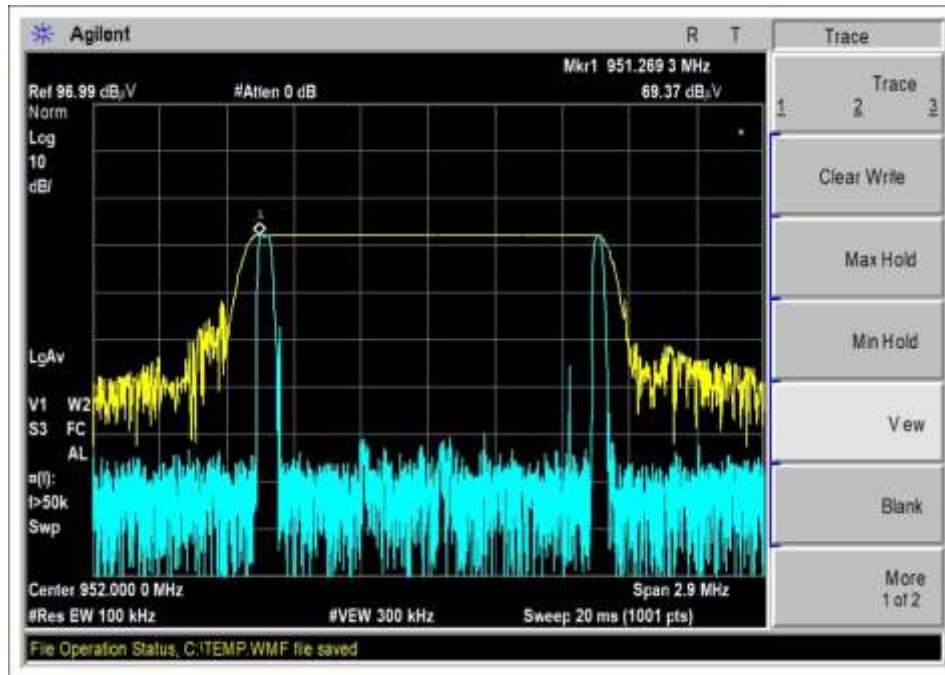 Agilent R T Trace
Mkr1 951.269 3 MHz
Ref 96.99 dBµV #Atten 0 dB 69.37 dBµV
Trace
1 2 3
Norm
Log
10
dB/
Clear Write
Max Hold
1
Min Hold
LgAv
V1 W2
S3 FC
AL
View
¤(f):
f>50k
Swp
Blank
Center 952.000 0 MHz Span 2.9 MHz
#Res BW 100 kHz #VBW 300 kHz Sweep 20 ms (1001 pts)
More
1 of 2
File Operation Status, C:\TEMP.WMF file saved